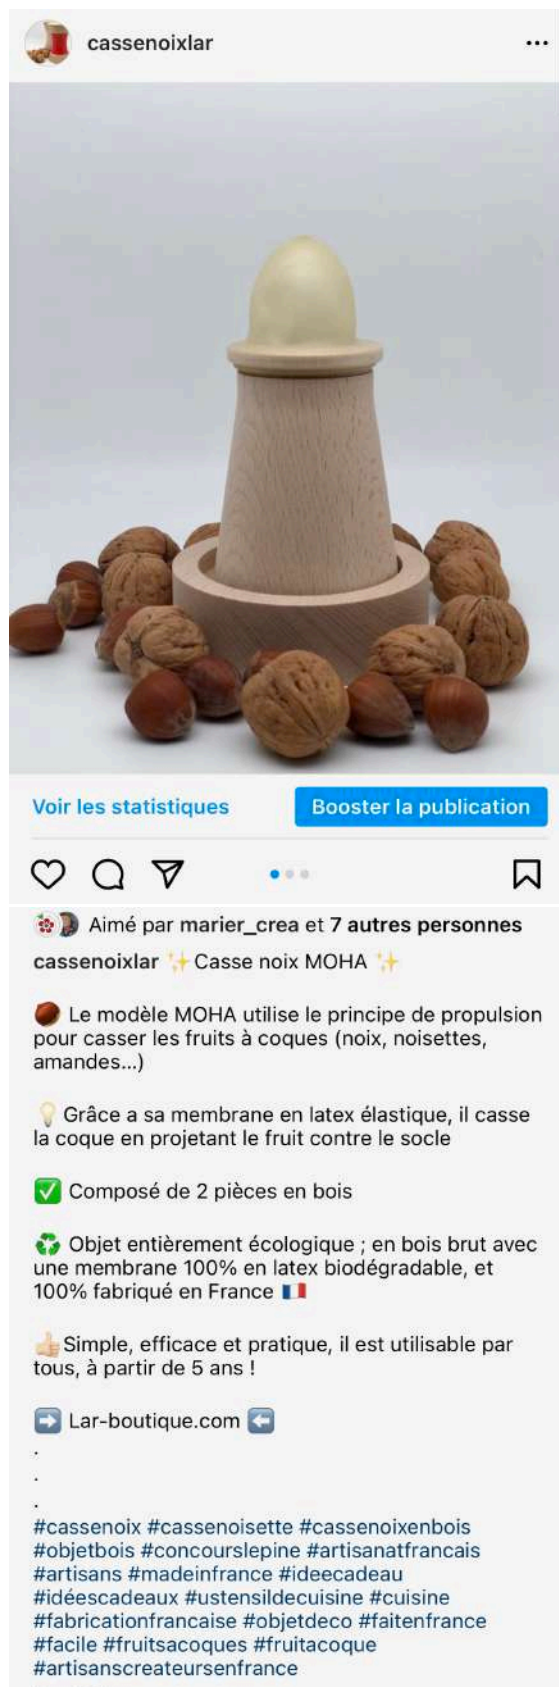 cassenoixlar
Voir les statistiques
Booster la publication
Aimé par marier_crea et 7 autres personnes
cassenoixlar ✨ Casse noix MOHA ✨
🌰 Le modèle MOHA utilise le principe de propulsion
pour casser les fruits à coques (noix, noisettes,
amandes...)
💡 Grâce a sa membrane en latex élastique, il casse
la coque en projetant le fruit contre le socle
✅ Composé de 2 pièces en bois
♻️ Objet entièrement écologique ; en bois brut avec
une membrane 100% en latex biodégradable, et
100% fabriqué en France 🇫🇷
👍🏻Simple, efficace et pratique, il est utilisable par
tous, à partir de 5 ans !
➡️ Lar-boutique.com ⬅️
.
.
.
#cassenoix #cassenoisette #cassenoixenbois
#objetbois #concourslepine #artisanatfrancais
#artisans #madeinfrance #ideecadeau
#idéescadeaux #ustensildecuisine #cuisine
#fabricationfrancaise #objetdeco #faitenfrance
#facile #fruitsacoques #fruitacoque
#artisanscreateursenfrance